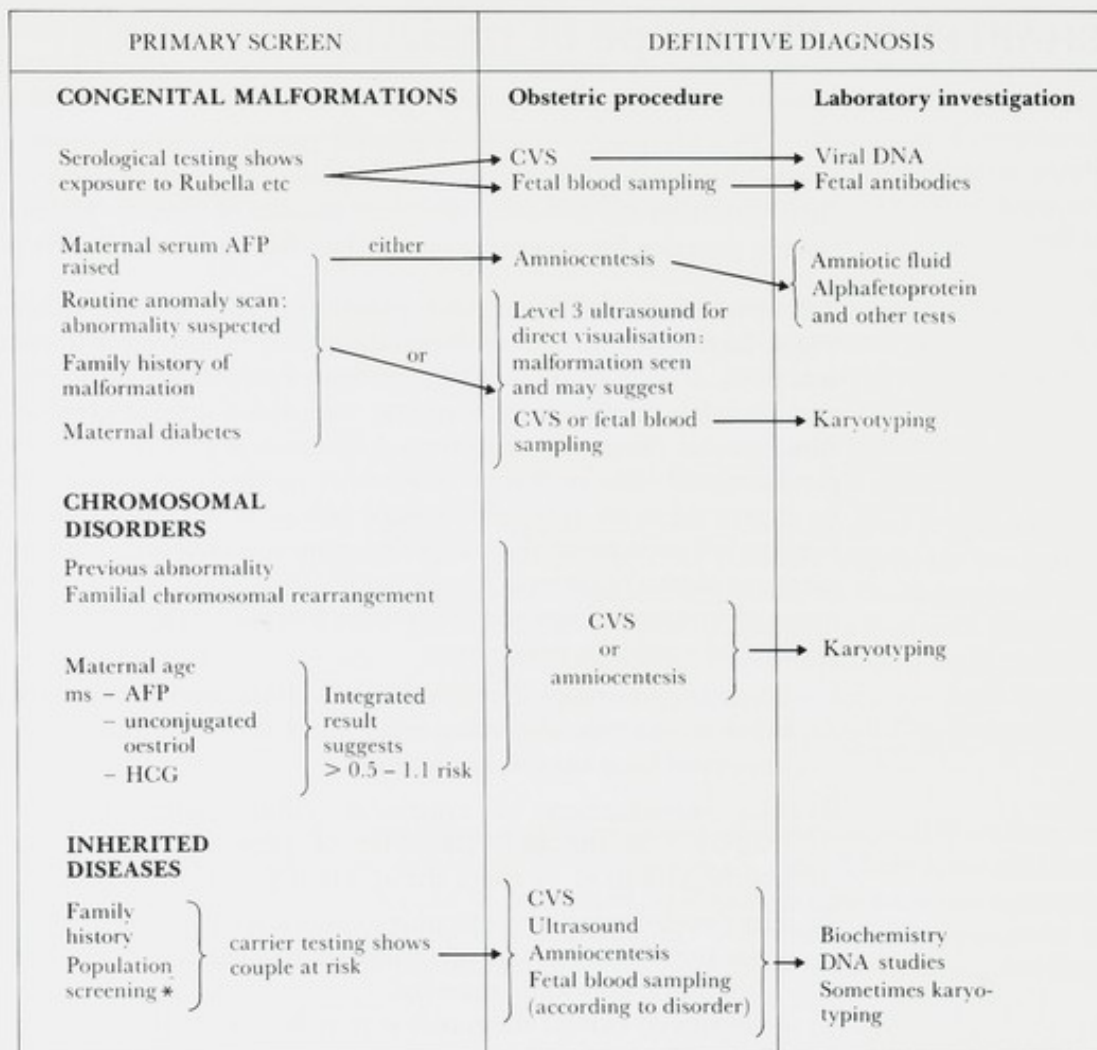 PRIMARY SCREEN
DEFINITIVE DIAGNOSIS
CONGENITAL MALFORMATIONS
Obstetric procedure
Laboratory investigation
Serological testing shows
exposure to Rubella etc
CVS
Viral DNA
Fetal blood sampling
Fetal antibodies
Maternal serum AFP
raised
either
Amniocentesis
Amniotic fluid
Alphafetoprotein
and other tests
Routine anomaly scan:
abnormality suspected
Family history of
malformation
Maternal diabetes
or
Level 3 ultrasound for
direct visualisation:
malformation seen
and may suggest
CVS or fetal blood
sampling
Karyotyping
CHROMOSOMAL
DISORDERS
Previous abnormality
Familial chromosomal rearrangement
Maternal age
ms – AFP
– unconjugated
oestriol
– HCG
Integrated
result
suggests
> 0.5 – 1.1 risk
CVS
or
amniocentesis
Karyotyping
INHERITED
DISEASES
Family
history
Population
screening *
carrier testing shows
couple at risk
CVS
Ultrasound
Amniocentesis
Fetal blood sampling
(according to disorder)
Biochemistry
DNA studies
Sometimes karyo-
typing